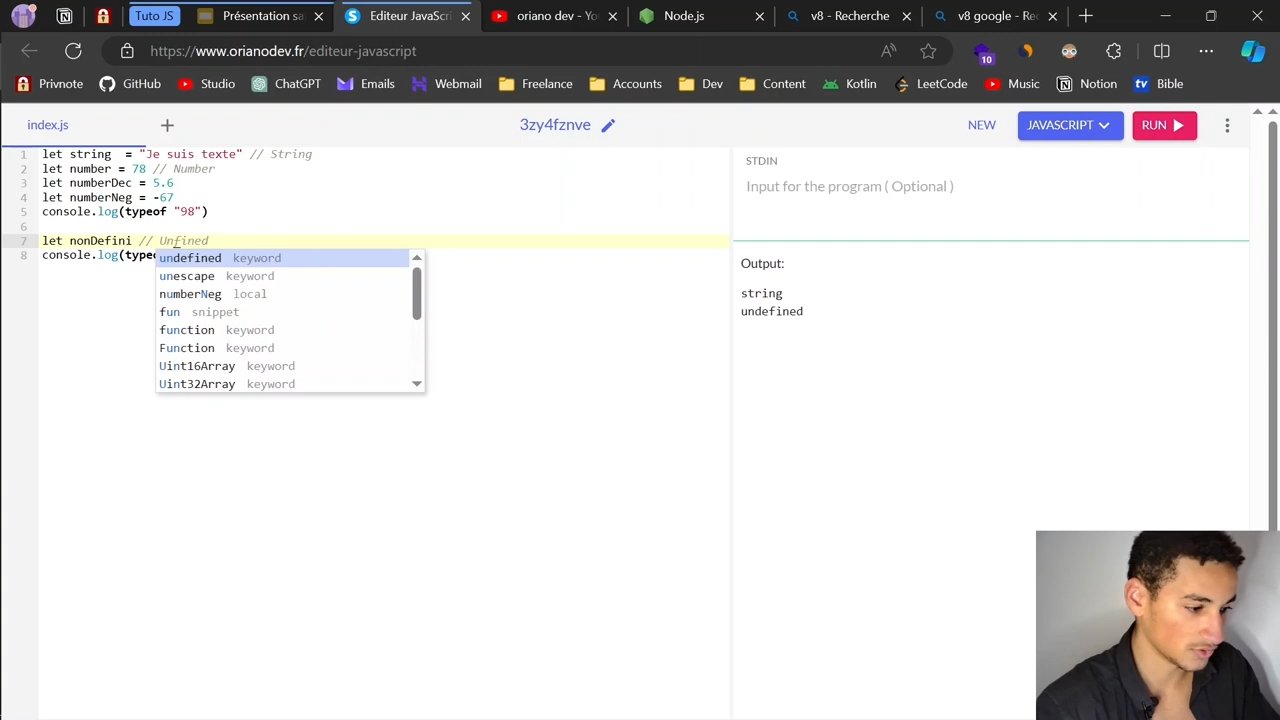 Tuto JS
Présentation sa
Editeur JavaScri
oriano dev - Yo
Node.js
v8 - Recherche
v8 google - Rec
https://www.orianodev.fr/editeur-javascript
10
Privnote
GitHub
Studio
ChatGPT
Emails
Webmail
Freelance
Accounts
Dev
Content
Kotlin
LeetCode
Music
Notion
tv Bible
index.js
3zy4fznve
NEW
JAVASCRIPT
RUN
1 let string  = "Je suis texte" // String
2 let number = 78 // Number
3 let numberDec = 5.6
4 let numberNeg = -67
5 console.log(typeof "98")
6
7 let nonDefini // Unfined
8 console.log(typeo
undefined keyword
unescape keyword
numberNeg local
fun snippet
function keyword
Function keyword
Uint16Array keyword
Uint32Array keyword
STDIN
Input for the program ( Optional )
Output:
string
undefined